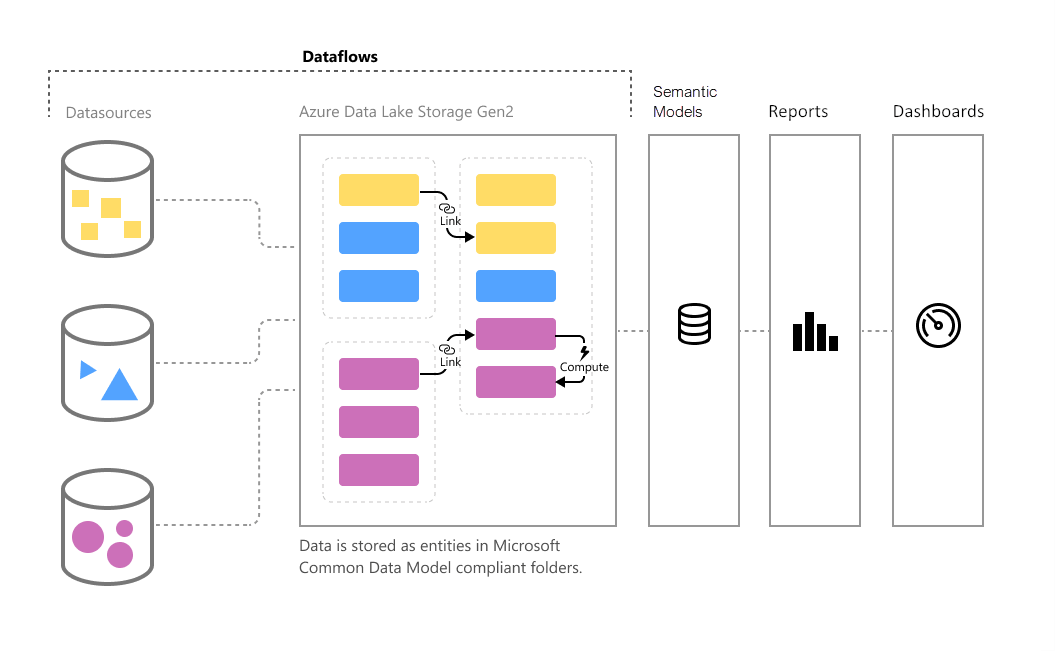 Dataflows
Datasources
Azure Data Lake Storage Gen2
Semantic
Models
Reports
Dashboards
Link
Link
Compute
Data is stored as entities in Microsoft
Common Data Model compliant folders.